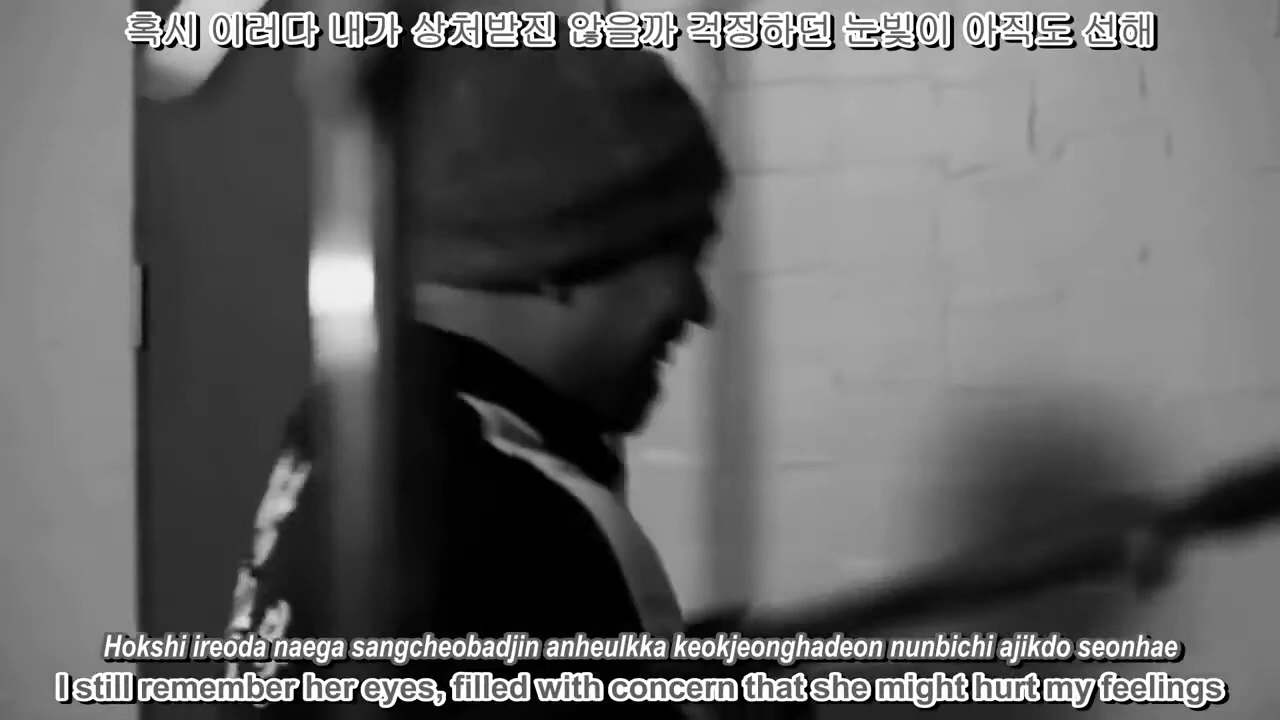 혹시 이러다 내가 상처받진 않을까 걱정하던 눈빛이 아직도 선해
Hokshi ireoda naega sangcheobadjin anheulkka keokjeonghadeon nunbichi ajikdo seonhae
I still remember her eyes, filled with concern that she might hurt my feelings